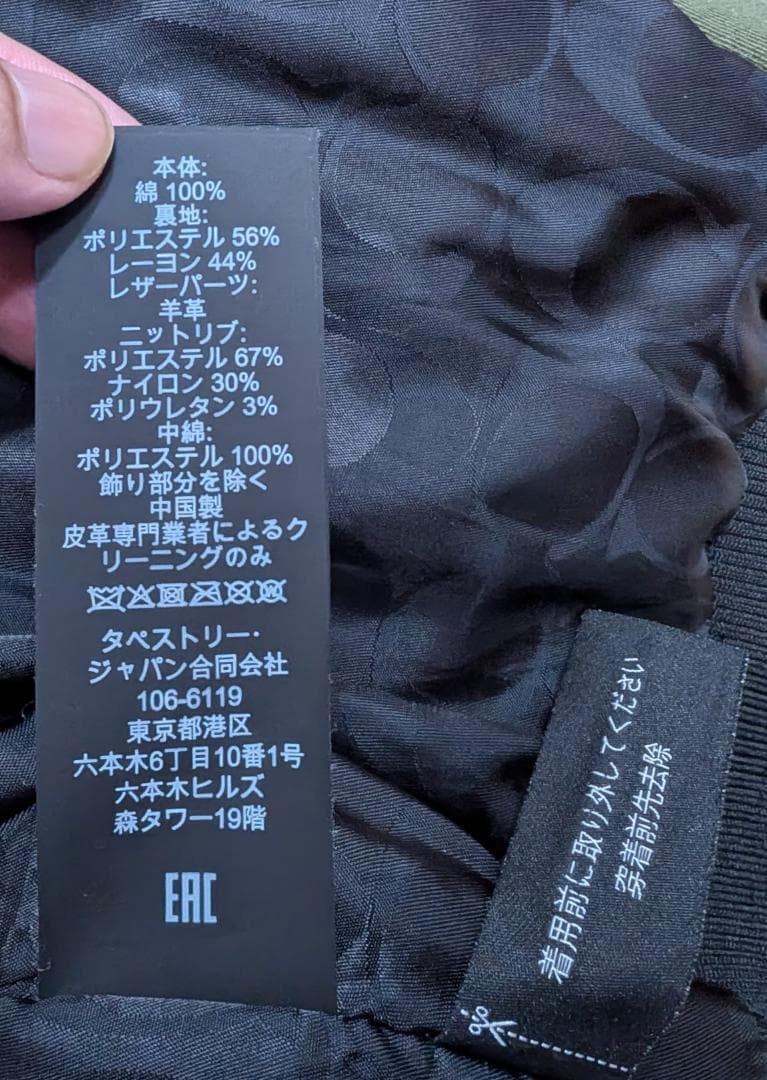 本体:
綿 100%
裏地:
ポリエステル 56%
レーヨン 44%
レザーパーツ:
羊革
ニットリブ:
ポリエステル 67%
ナイロン 30%
ポリウレタン 3%
中綿:
ポリエステル 100%
飾り部分を除く
中国製
皮革専門業者によるク
リーニングのみ
タペストリー・
ジャパン合同会社
106-6119
東京都港区
六本木6丁目10番1号
六本木ヒルズ
森タワー19階
EAC
着用前に取り外してください
穿着前先去除